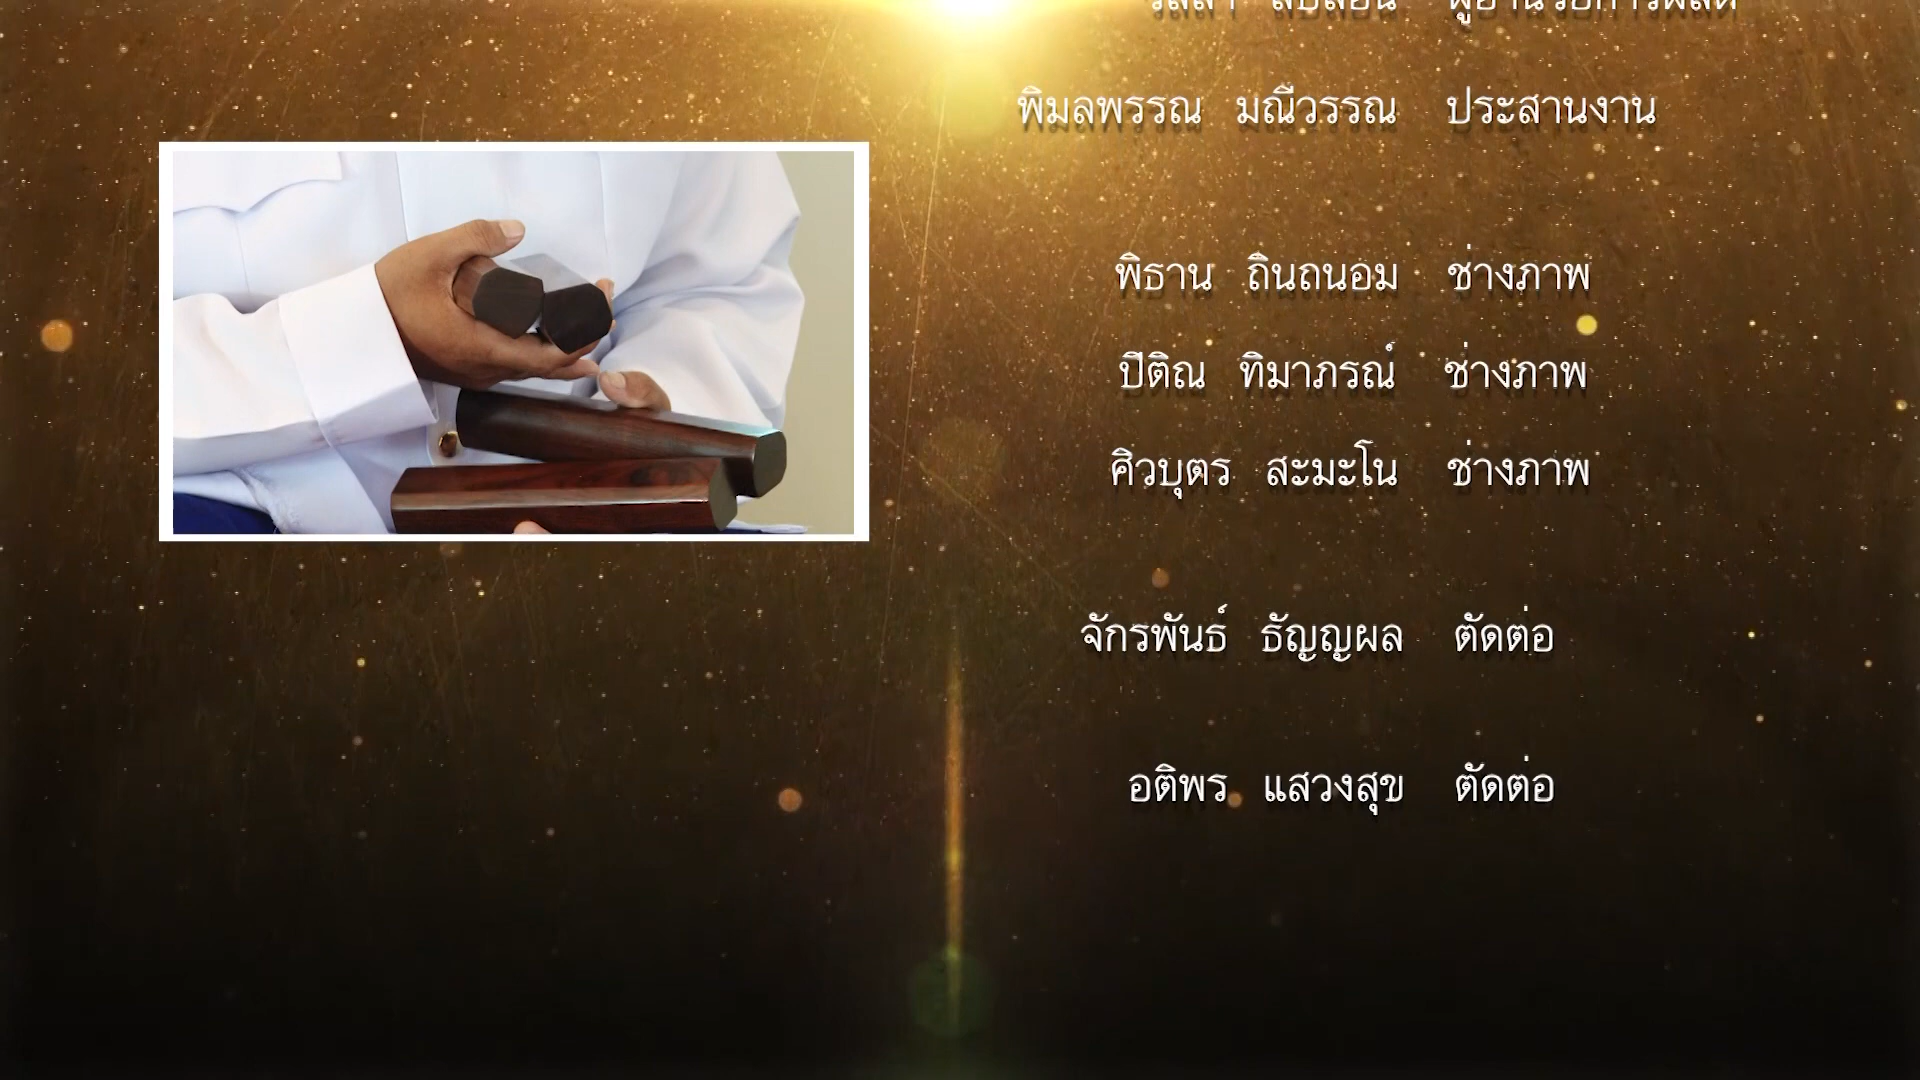 พิมลพรรณ มณีวรรณ ประสานงาน
พิธาน ถิ่นถนอม ช่างภาพ
ปิติณ ทิมาภรณ์ ช่างภาพ
ศิวบุตร สะมะโน ช่างภาพ
จักรพันธ์ ธัญญผล ตัดต่อ
อติพร แสวงสุข ตัดต่อ